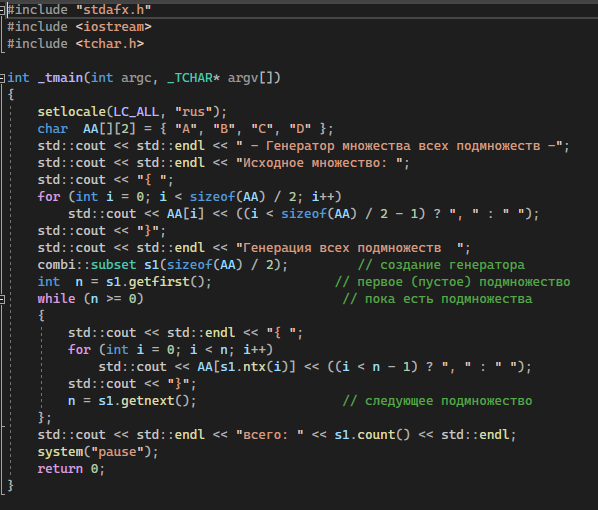 #include "stdafx.h"
#include <iostream>
#include <tchar.h>

int _tmain(int argc, _TCHAR* argv[])
{
    setlocale(LC_ALL, "rus");
    char  AA[][2] = { "A", "B", "C", "D" };
    std::cout << std::endl << " - Генератор множества всех подмножеств -";
    std::cout << std::endl << "Исходное множество: ";
    std::cout << "{ ";
    for (int i = 0; i < sizeof(AA) / 2; i++)
        std::cout << AA[i] << ((i < sizeof(AA) / 2 - 1) ? ", " : " ");
    std::cout << "}";
    std::cout << std::endl << "Генерация всех подмножеств  ";
    combi::subset s1(sizeof(AA) / 2);         // создание генератора
    int  n = s1.getfirst();                // первое (пустое) подмножество
    while (n >= 0)                          // пока есть подмножества
    {
        std::cout << std::endl << "{ ";
        for (int i = 0; i < n; i++)
            std::cout << AA[s1.ntx(i)] << ((i < n - 1) ? ", " : " ");
        std::cout << "}";
        n = s1.getnext();                   // следующее подмножество
    };
    std::cout << std::endl << "всего: " << s1.count() << std::endl;
    system("pause");
    return 0;
}